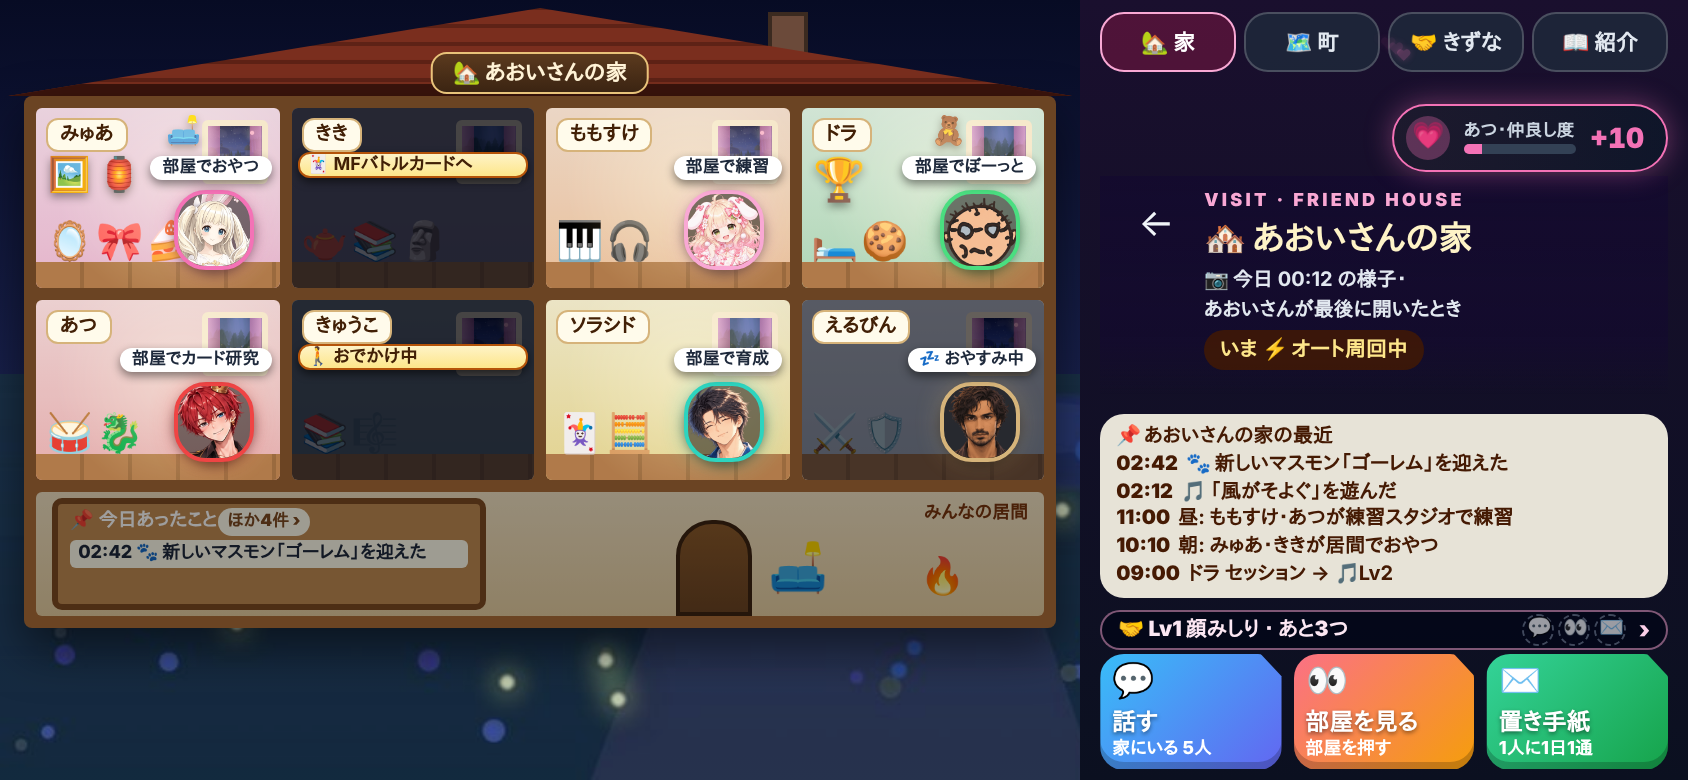 🏡 あおいさんの家
みゅあ
部屋でおやつ
きき
🃏 MFバトルカードへ
ももすけ
部屋で練習
ドラ
部屋でぼーっと
あつ
部屋でカード研究
きゅうこ
🚶 おでかけ中
ソラシド
部屋で育成
えるびん
💤 おやすみ中
📌 今日あったこと ほか4件 ›
02:42 🐾 新しいマスモン「ゴーレム」を迎えた
みんなの居間
🏡 家
🗺️ 町
🤝 きずな
📖 紹介
あつ・仲良し度 +10
VISIT · FRIEND HOUSE
🏘️ あおいさんの家
📷 今日 00:12 の様子・
あおいさんが最後に開いたとき
いま ⚡ オート周回中
📌 あおいさんの家の最近
02:42 🐾 新しいマスモン「ゴーレム」を迎えた
02:12 🎵 「風がそよぐ」を遊んだ
11:00 昼: ももすけ・あつが練習スタジオで練習
10:10 朝: みゅあ・ききが居間でおやつ
09:00 ドラ セッション → 🎵Lv2
🤝 Lv1 顔みしり・あと3つ ›
話す
家にいる 5人
部屋を見る
部屋を押す
置き手紙
1人に1日1通